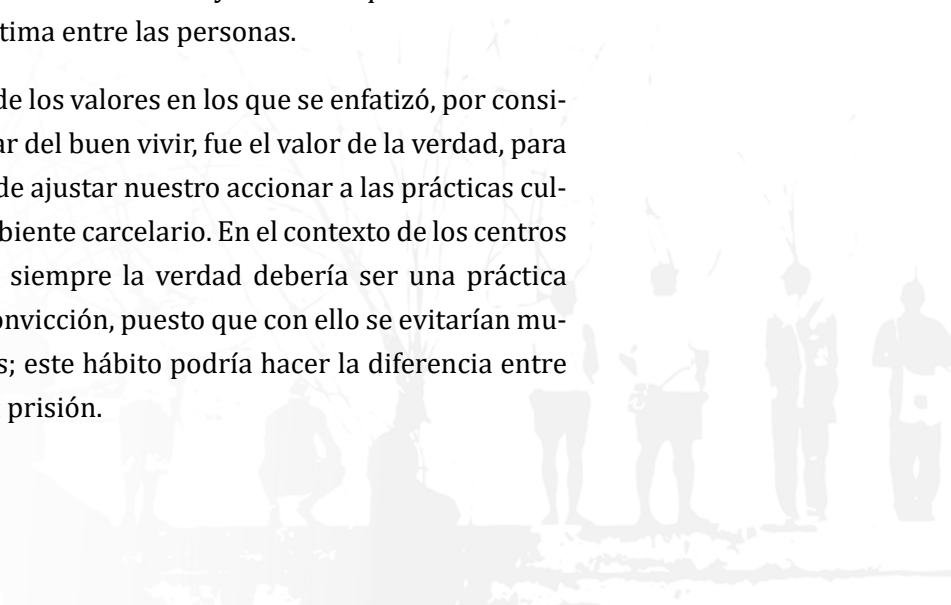 tima entre las personas.
de los valores en los que se enfatizó, por consi-
ar del buen vivir, fue el valor de la verdad, para
de ajustar nuestro accionar a las prácticas cul-
biente carcelario. En el contexto de los centros
siempre la verdad debería ser una práctica
onvicción, puesto que con ello se evitarían mu-
s; este hábito podría hacer la diferencia entre
prisión.